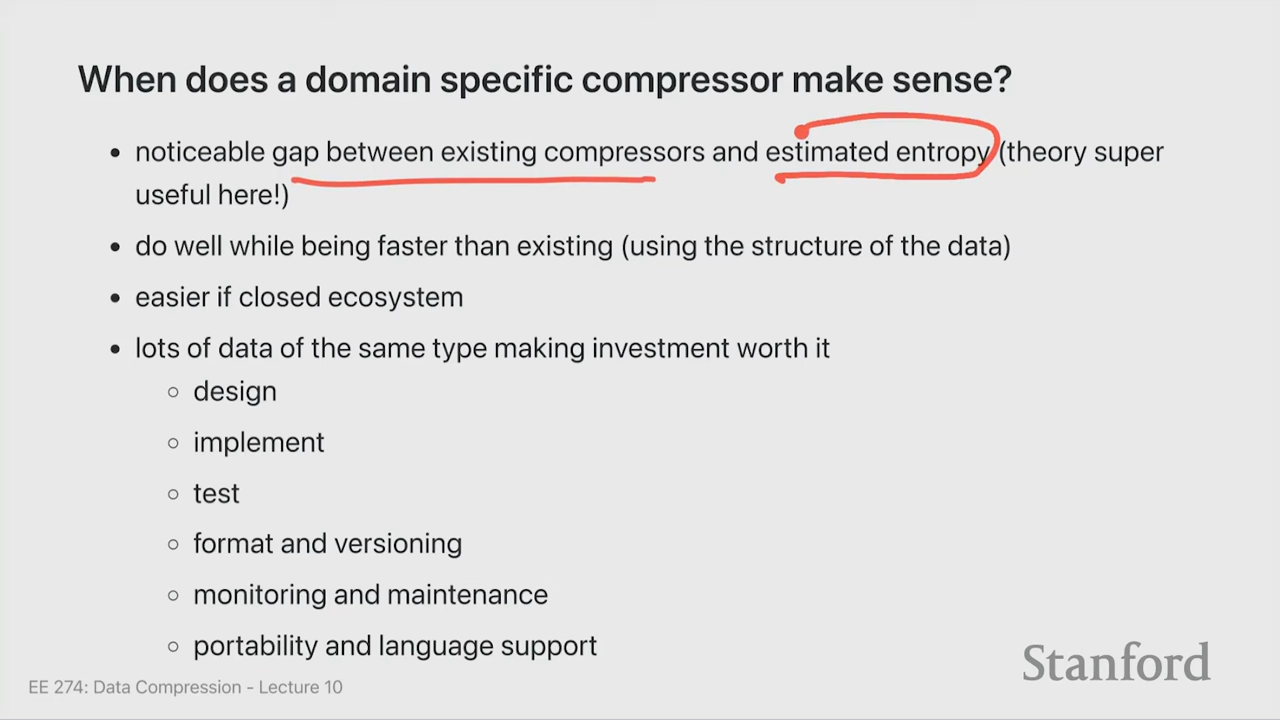 When does a domain specific compressor make sense?
• noticeable gap between existing compressors and estimated entropy (theory super
useful here!)
• do well while being faster than existing (using the structure of the data)
• easier if closed ecosystem
• lots of data of the same type making investment worth it
◦ design
◦ implement
◦ test
◦ format and versioning
◦ monitoring and maintenance
◦ portability and language support
Stanford
EE 274: Data Compression - Lecture 10